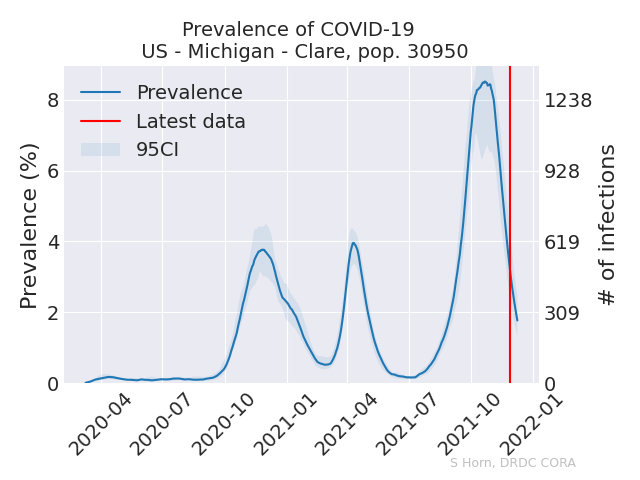 Prevalence of COVID-19
US - Michigan - Clare, pop. 30950
Prevalence
Latest data
95CI
Prevalence (%)
8
6
4
2
0
1238
928
619
309
0
# of infections
2020-04
2020-07
2020-10
2021-01
2021-04
2021-07
2021-10
2022-01
S Horn, DRDC CORA